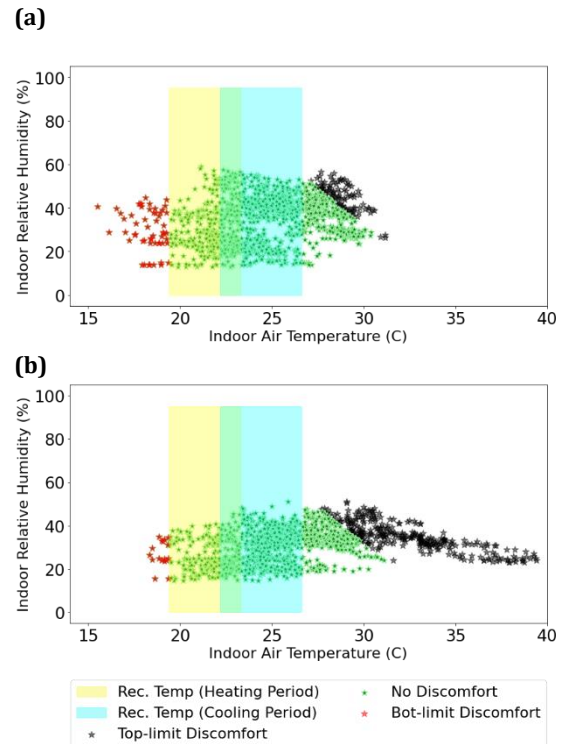 (a)
Indoor Relative Humidity (%)
100
80
60
40
20
0
15 20 25 30 35 40
Indoor Air Temperature (C)
(b)
Indoor Relative Humidity (%)
100
80
60
40
20
0
15 20 25 30 35 40
Indoor Air Temperature (C)
Rec. Temp (Heating Period)
Rec. Temp (Cooling Period)
Top-limit Discomfort
No Discomfort
Bot-limit Discomfort